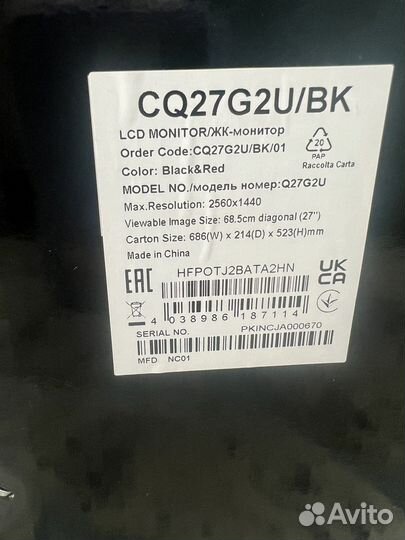 CQ27G2U/BK
LCD MONITOR/ЖК-монитор
Order Code:CQ27G2U/BK/01
Color: Black&Red
MODEL NO./модель номер:Q27G2U
Max.Resolution: 2560x1440
Viewable Image Size: 68.5cm diagonal (27")
Carton Size: 686(W) x 214(D) x 523(H)mm
Made in China
20
PAP
Raccolta Carta
EAC
HFPOTJ2BATA2HN
UK
CA
4 038986 187114
SERIAL NO.
PKINCJA000670
MFD NC01
Avito